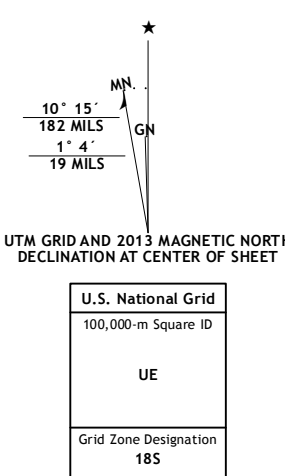 ★
MN
GN
10° 15´
182 MILS
1° 4´
19 MILS
UTM GRID AND 2013 MAGNETIC NORTH
DECLINATION AT CENTER OF SHEET
U.S. National Grid
100,000-m Square ID
UE
Grid Zone Designation
18S